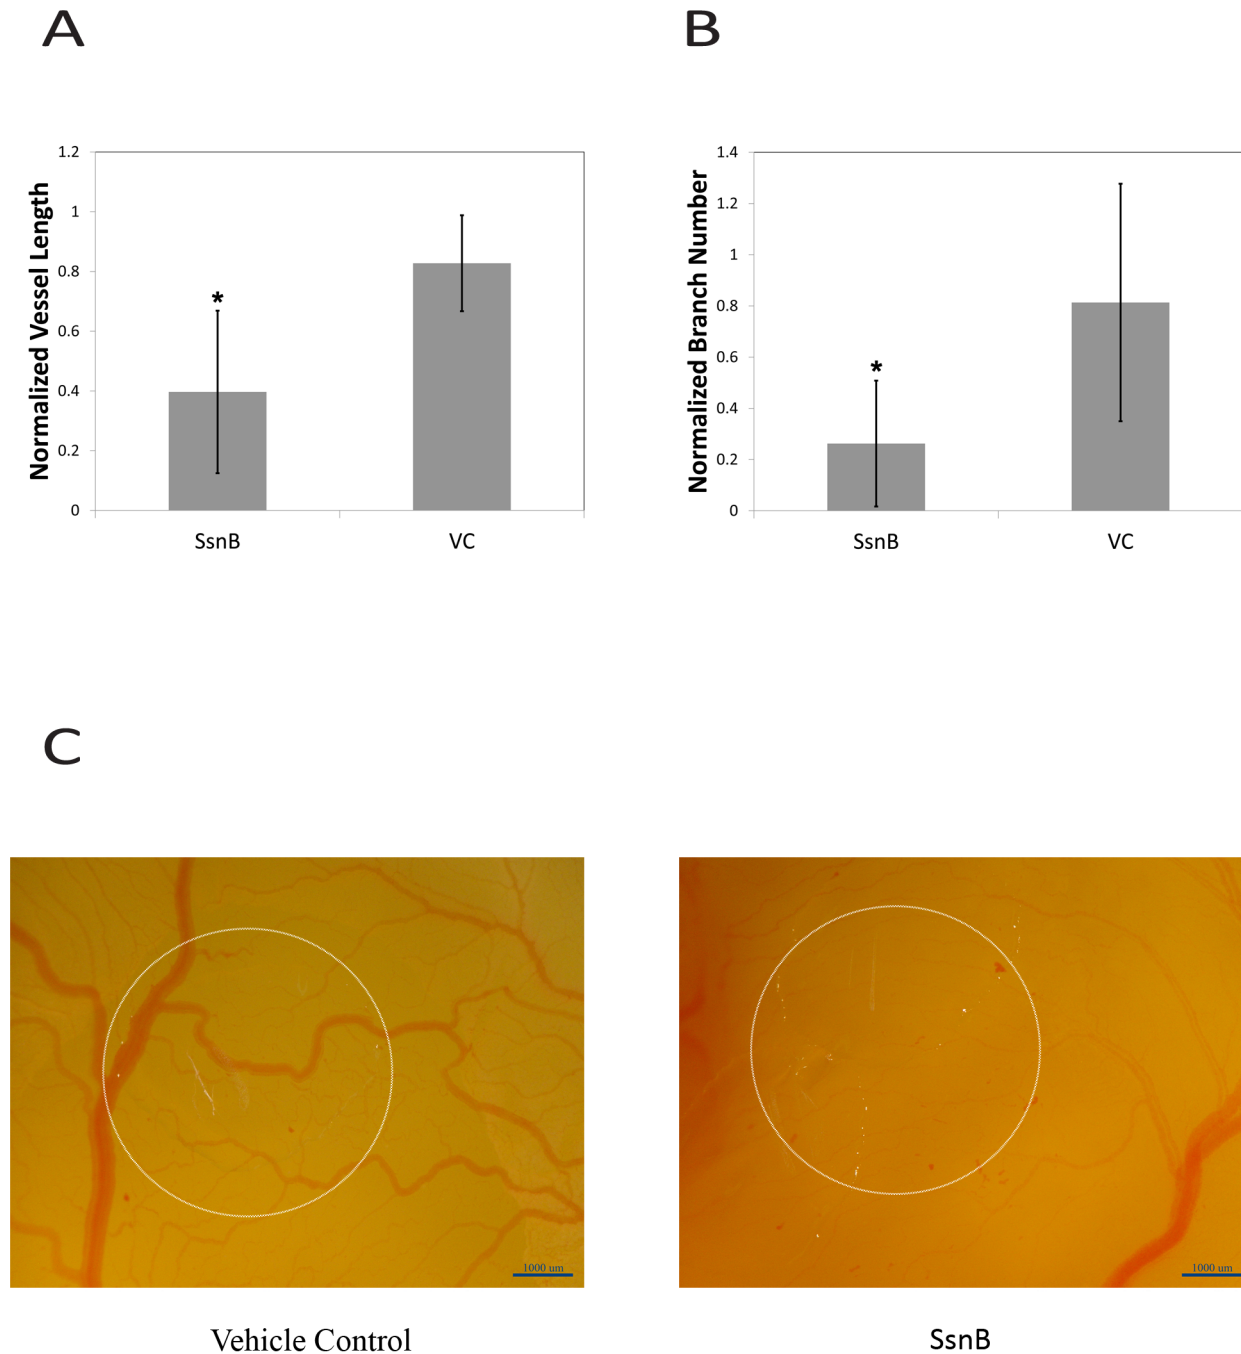 A
B
Normalized Vessel Length
1.2
1
0.8
0.6
0.4
0.2
0
*
SsnB
VC
Normalized Branch Number
1.4
1.2
1
0.8
0.6
0.4
0.2
0
*
SsnB
VC
C
1000 um
1000 um
Vehicle Control
SsnB